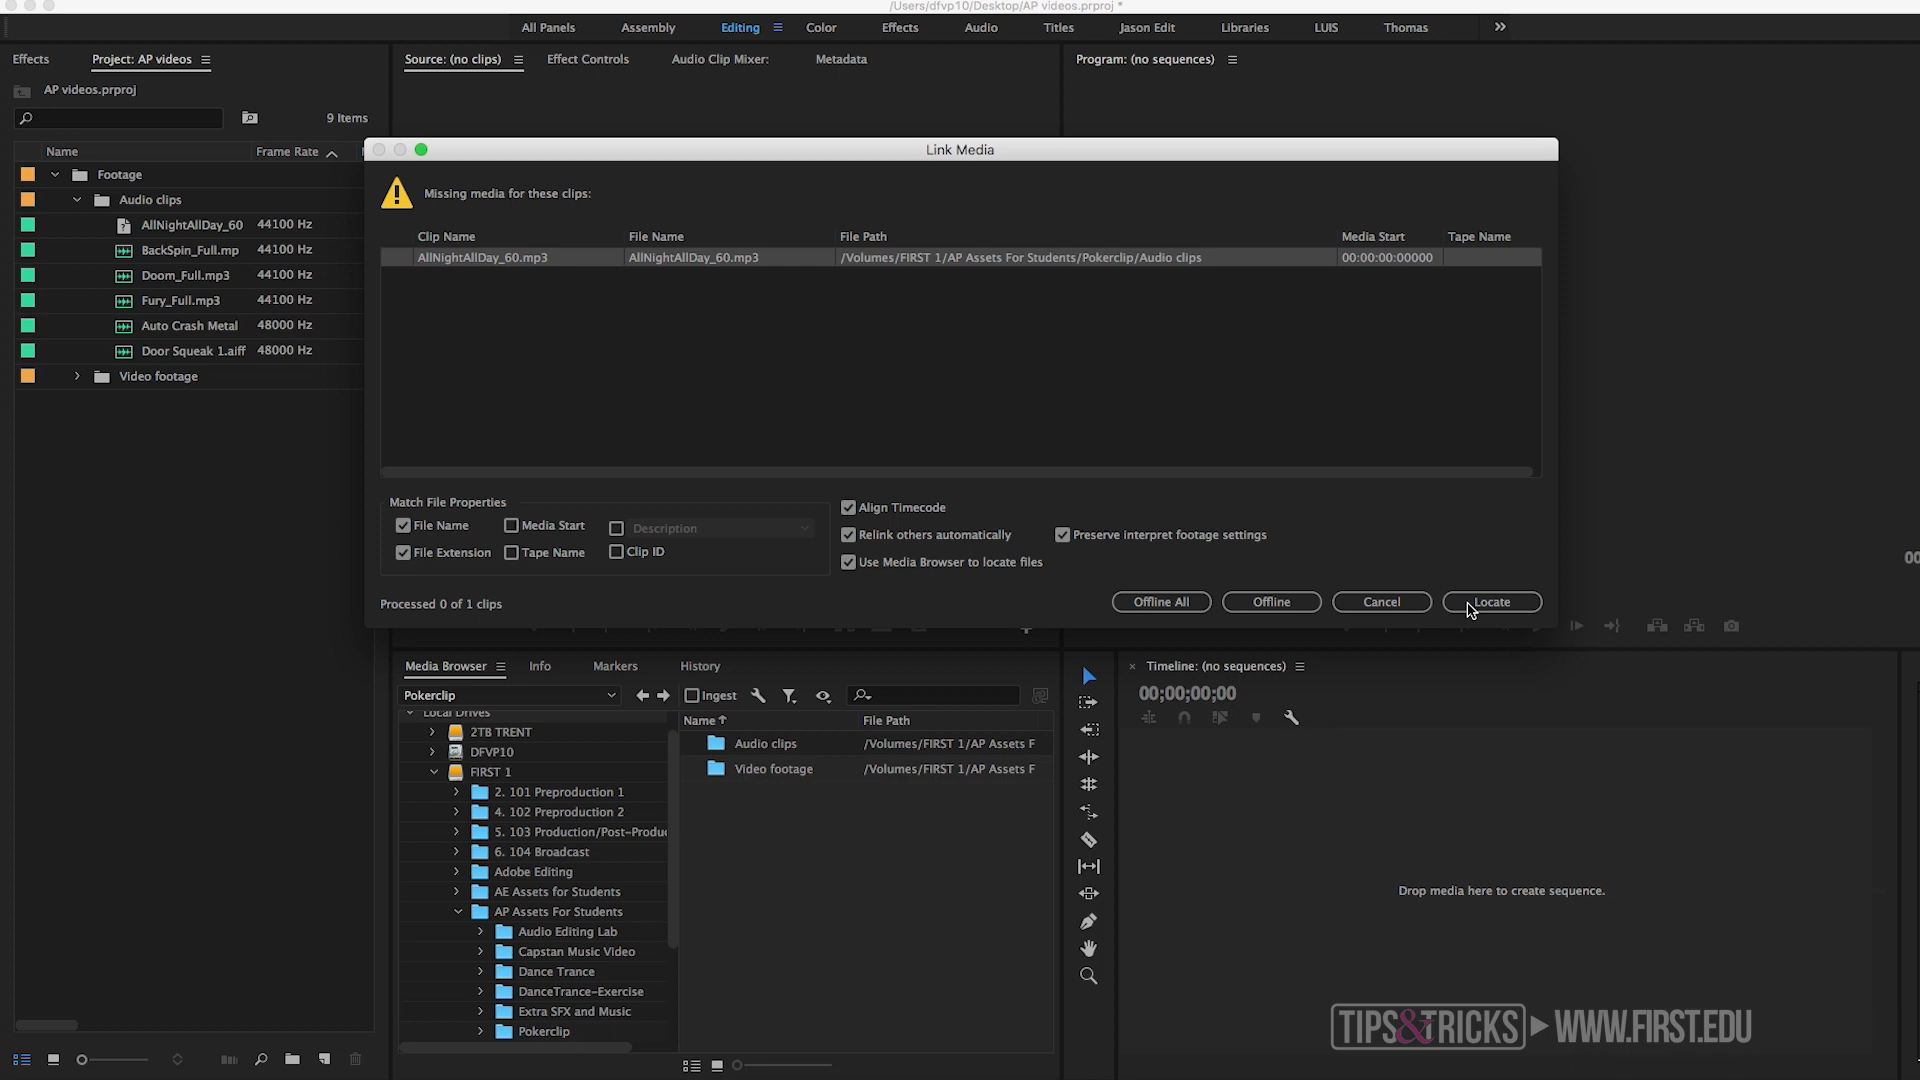 /Users/dfvp10/Desktop/AP videos.prproj *
All Panels Assembly Editing Color Effects Audio Titles Jason Edit Libraries LUIS Thomas
Effects Project: AP videos Source: (no clips) Effect Controls Audio Clip Mixer: Metadata Program: (no sequences)
AP videos.prproj
9 Items
Name Frame Rate
Footage
Audio clips
AllNightAllDay_60 44100 Hz
BackSpin_Full.mp 44100 Hz
Doom_Full.mp3 44100 Hz
Fury_Full.mp3 44100 Hz
Auto Crash Metal 48000 Hz
Door Squeak 1.aiff 48000 Hz
Video footage
Link Media
Missing media for these clips:
Clip Name File Name File Path Media Start Tape Name
AllNightAllDay_60.mp3 AllNightAllDay_60.mp3 /Volumes/FIRST 1/AP Assets For Students/Pokerclip/Audio clips 00:00:00:00000
Match File Properties
File Name Media Start Description
File Extension Tape Name Clip ID
Align Timecode
Relink others automatically Preserve interpret footage settings
Use Media Browser to locate files
Processed 0 of 1 clips
Offline All Offline Cancel Locate
00
Media Browser Info Markers History
Pokerclip Ingest
Local Drives
2TB TRENT
DFVP10
FIRST 1
2. 101 Preproduction 1
4. 102 Preproduction 2
5. 103 Production/Post-Produ
6. 104 Broadcast
Adobe Editing
AE Assets for Students
AP Assets For Students
Audio Editing Lab
Capstan Music Video
Dance Trance
DanceTrance-Exercise
Extra SFX and Music
Pokerclip
Name File Path
Audio clips /Volumes/FIRST 1/AP Assets F
Video footage /Volumes/FIRST 1/AP Assets F
Timeline: (no sequences)
00;00;00;00
Drop media here to create sequence.
TIPS&TRICKS WWW.FIRST.EDU